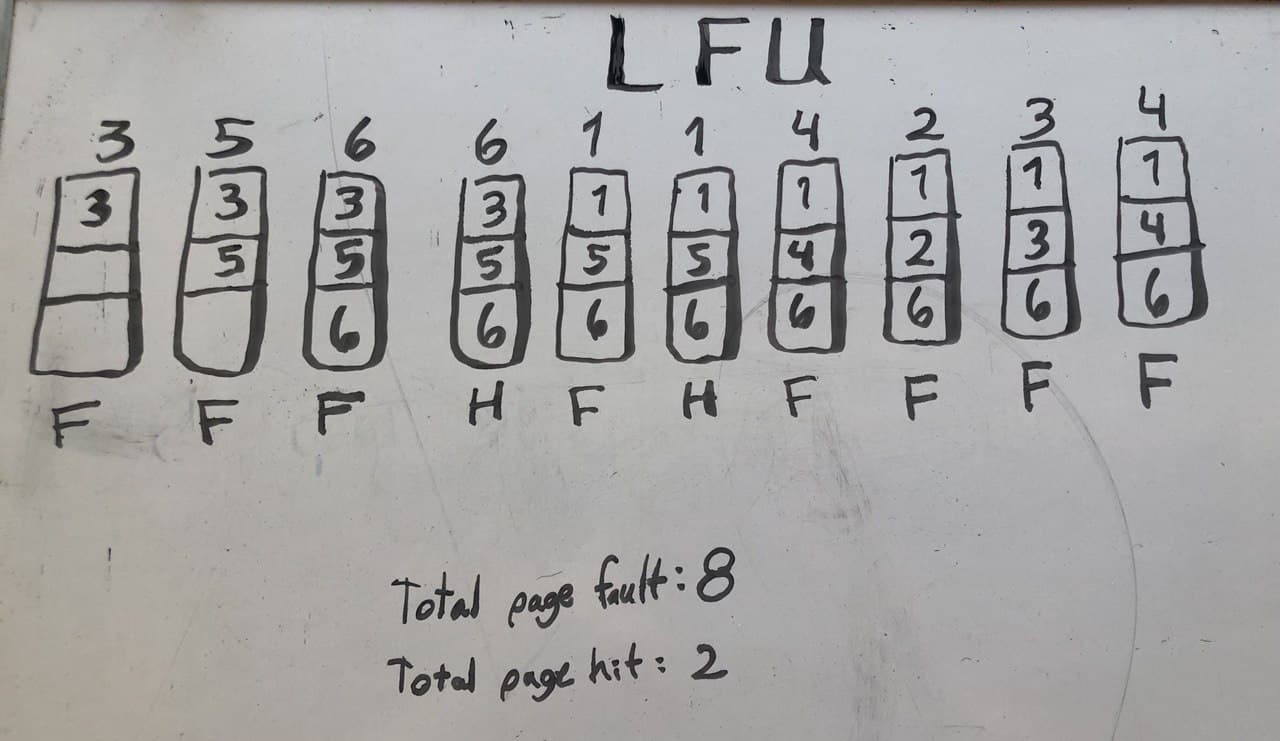 LFU
3 5 6 6 1 1 4 2 3 4
3 3 3 3 1 1 1 1 1 1
5 5 5 5 5 4 2 3 4
6 6 6 6 6 6 6 6
F F F H F H F F F F
Total page fault: 8
Total page hit: 2